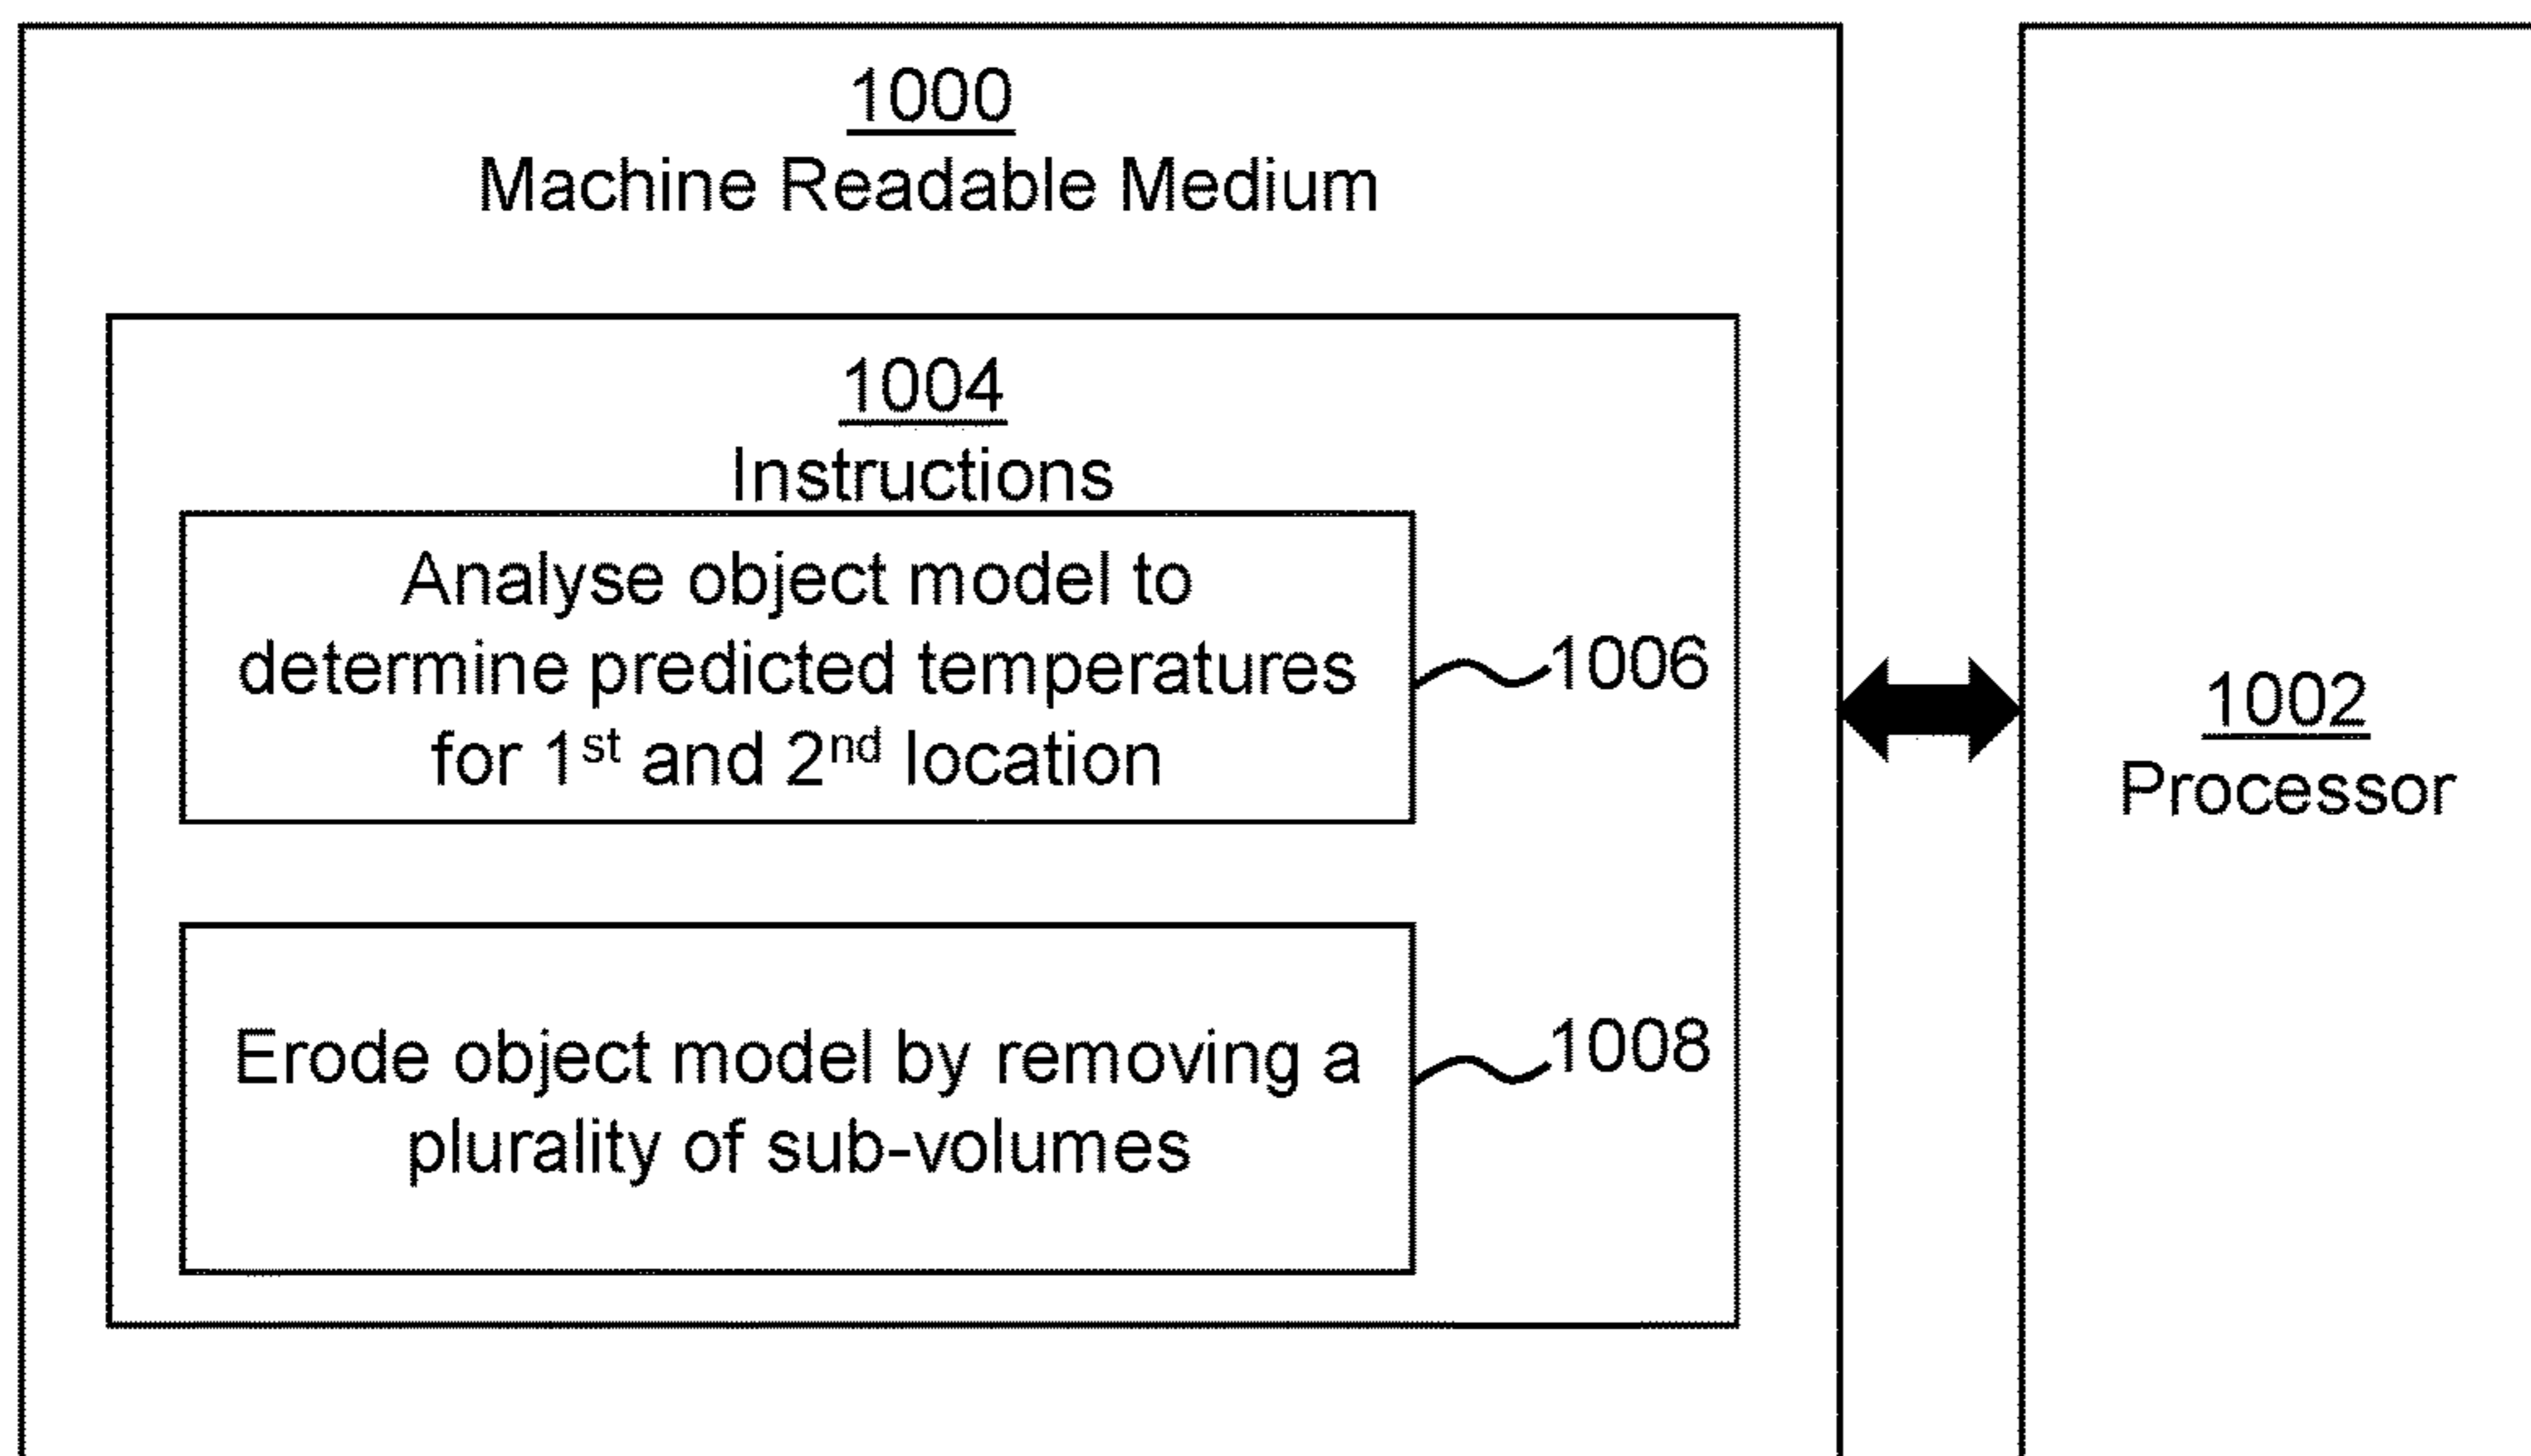 1000
Machine Readable Medium
1004
Instructions
Analyse object model to
determine predicted temperatures
for 1st and 2nd location
1006
Erode object model by removing a
plurality of sub-volumes
1008
1002
Processor